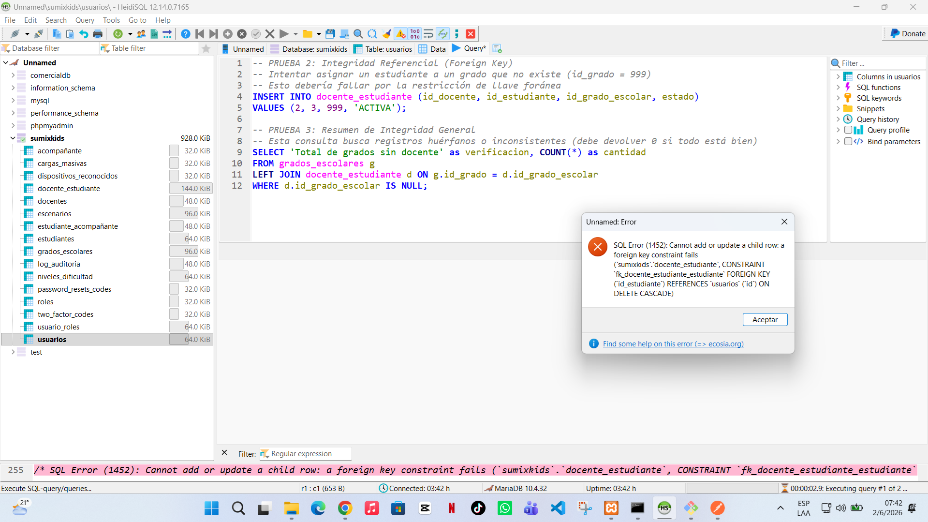 Unnamed\sumixkids\usuarios\ - HeidiSQL 12.14.0.7165
File Edit Search Query Tools Go to Help
Donate
Database filter
Table filter
Unnamed
Database: sumixkids
Table: usuarios
Data
Query*
Filter ...
Unnamed
comercialdb
information_schema
mysql
performance_schema
phpmyadmin
sumixkids 928.0 KiB
acompañante 32.0 KiB
cargas_masivas 32.0 KiB
dispositivos_reconocidos 32.0 KiB
docente_estudiante 144.0 KiB
docentes 48.0 KiB
escenarios 96.0 KiB
estudiante_acompañante 48.0 KiB
estudiantes 64.0 KiB
grados_escolares 96.0 KiB
log_auditoria 48.0 KiB
niveles_dificultad 64.0 KiB
password_resets_codes 32.0 KiB
roles 32.0 KiB
two_factor_codes 32.0 KiB
usuario_roles 64.0 KiB
usuarios 64.0 KiB
test
1 -- PRUEBA 2: Integridad Referencial (Foreign Key)
2 -- Intentar asignar un estudiante a un grado que no existe (id_grado = 999)
3 -- Esto debería fallar por la restricción de llave foránea
4 INSERT INTO docente_estudiante (id_docente, id_estudiante, id_grado_escolar, estado)
5 VALUES (2, 3, 999, 'ACTIVA');
6
7 -- PRUEBA 3: Resumen de Integridad General
8 -- Esta consulta busca registros huérfanos o inconsistentes (debe devolver 0 si todo está bien)
9 SELECT 'Total de grados sin docente' as verificacion, COUNT(*) as cantidad
10 FROM grados_escolares g
11 LEFT JOIN docente_estudiante d ON g.id_grado = d.id_grado_escolar
12 WHERE d.id_grado_escolar IS NULL;
Columns in usuarios
SQL functions
SQL keywords
Snippets
Query history
Query profile
Bind parameters
Unnamed: Error
SQL Error (1452): Cannot add or update a child row: a
foreign key constraint fails
(`sumixkids`.`docente_estudiante`, CONSTRAINT
`fk_docente_estudiante_estudiante` FOREIGN KEY
(`id_estudiante`) REFERENCES `usuarios` (`id`) ON
DELETE CASCADE)
Aceptar
Find some help on this error (=> ecosia.org)
Filter: Regular expression
255 /* SQL Error (1452): Cannot add or update a child row: a foreign key constraint fails (`sumixkids`.`docente_estudiante`, CONSTRAINT `fk_docente_estudiante_estudiante`
Execute SQL-query/queries...
r1 : c1 (653 B)
Connected: 03:42 h
MariaDB 10.4.32
Uptime: 03:42 h
00:00:02.9: Executing query #1 of 2 ...
21°
ESP
LAA
07:42
2/6/2026